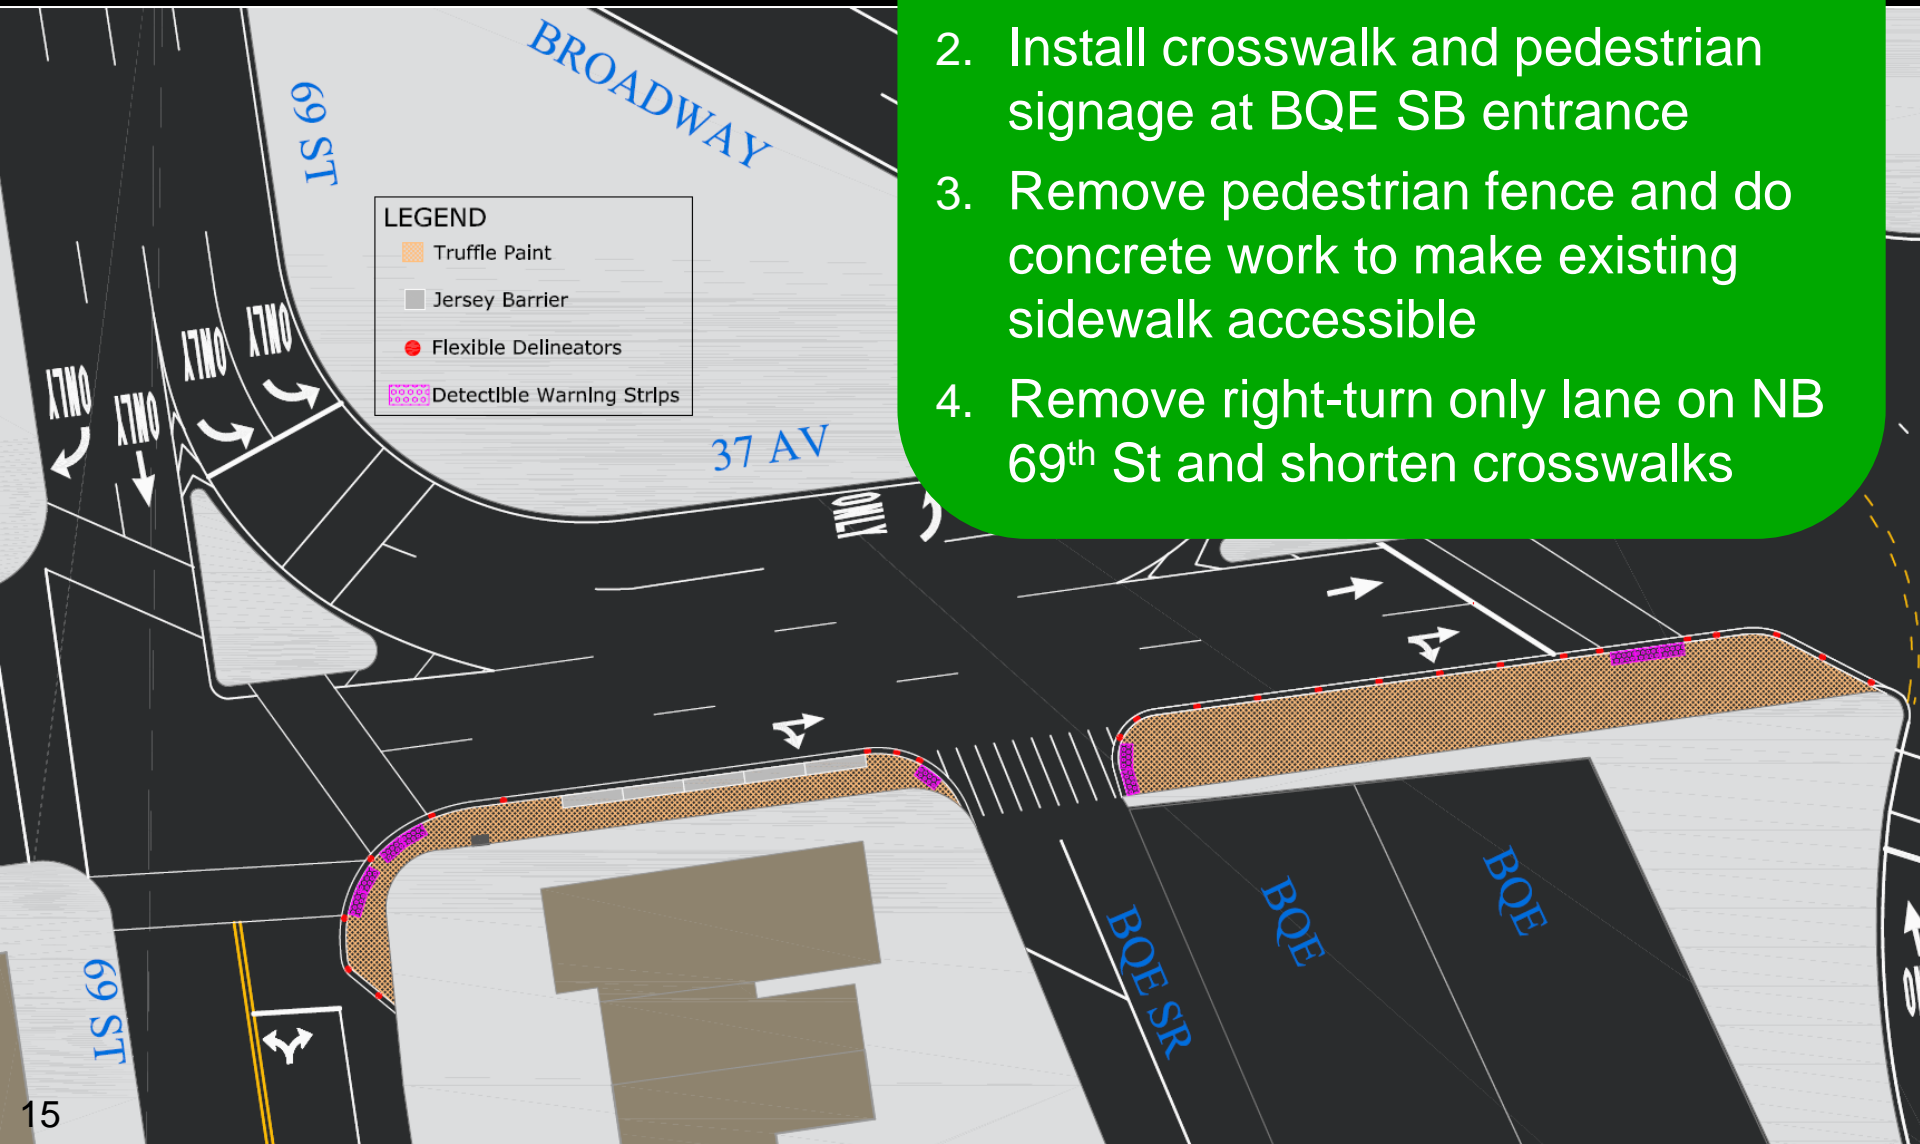 2. Install crosswalk and pedestrian
signage at BQE SB entrance
3. Remove pedestrian fence and do
concrete work to make existing
sidewalk accessible
4. Remove right-turn only lane on NB
69th St and shorten crosswalks
BROADWAY
69 ST
LEGEND
Truffle Paint
Jersey Barrier
Flexible Delineators
Detectible Warning Strips
ONLY
ONLY
ONLY
ONLY
37 AV
ONLY
BQE
BQE
BQE SR
69 ST
15